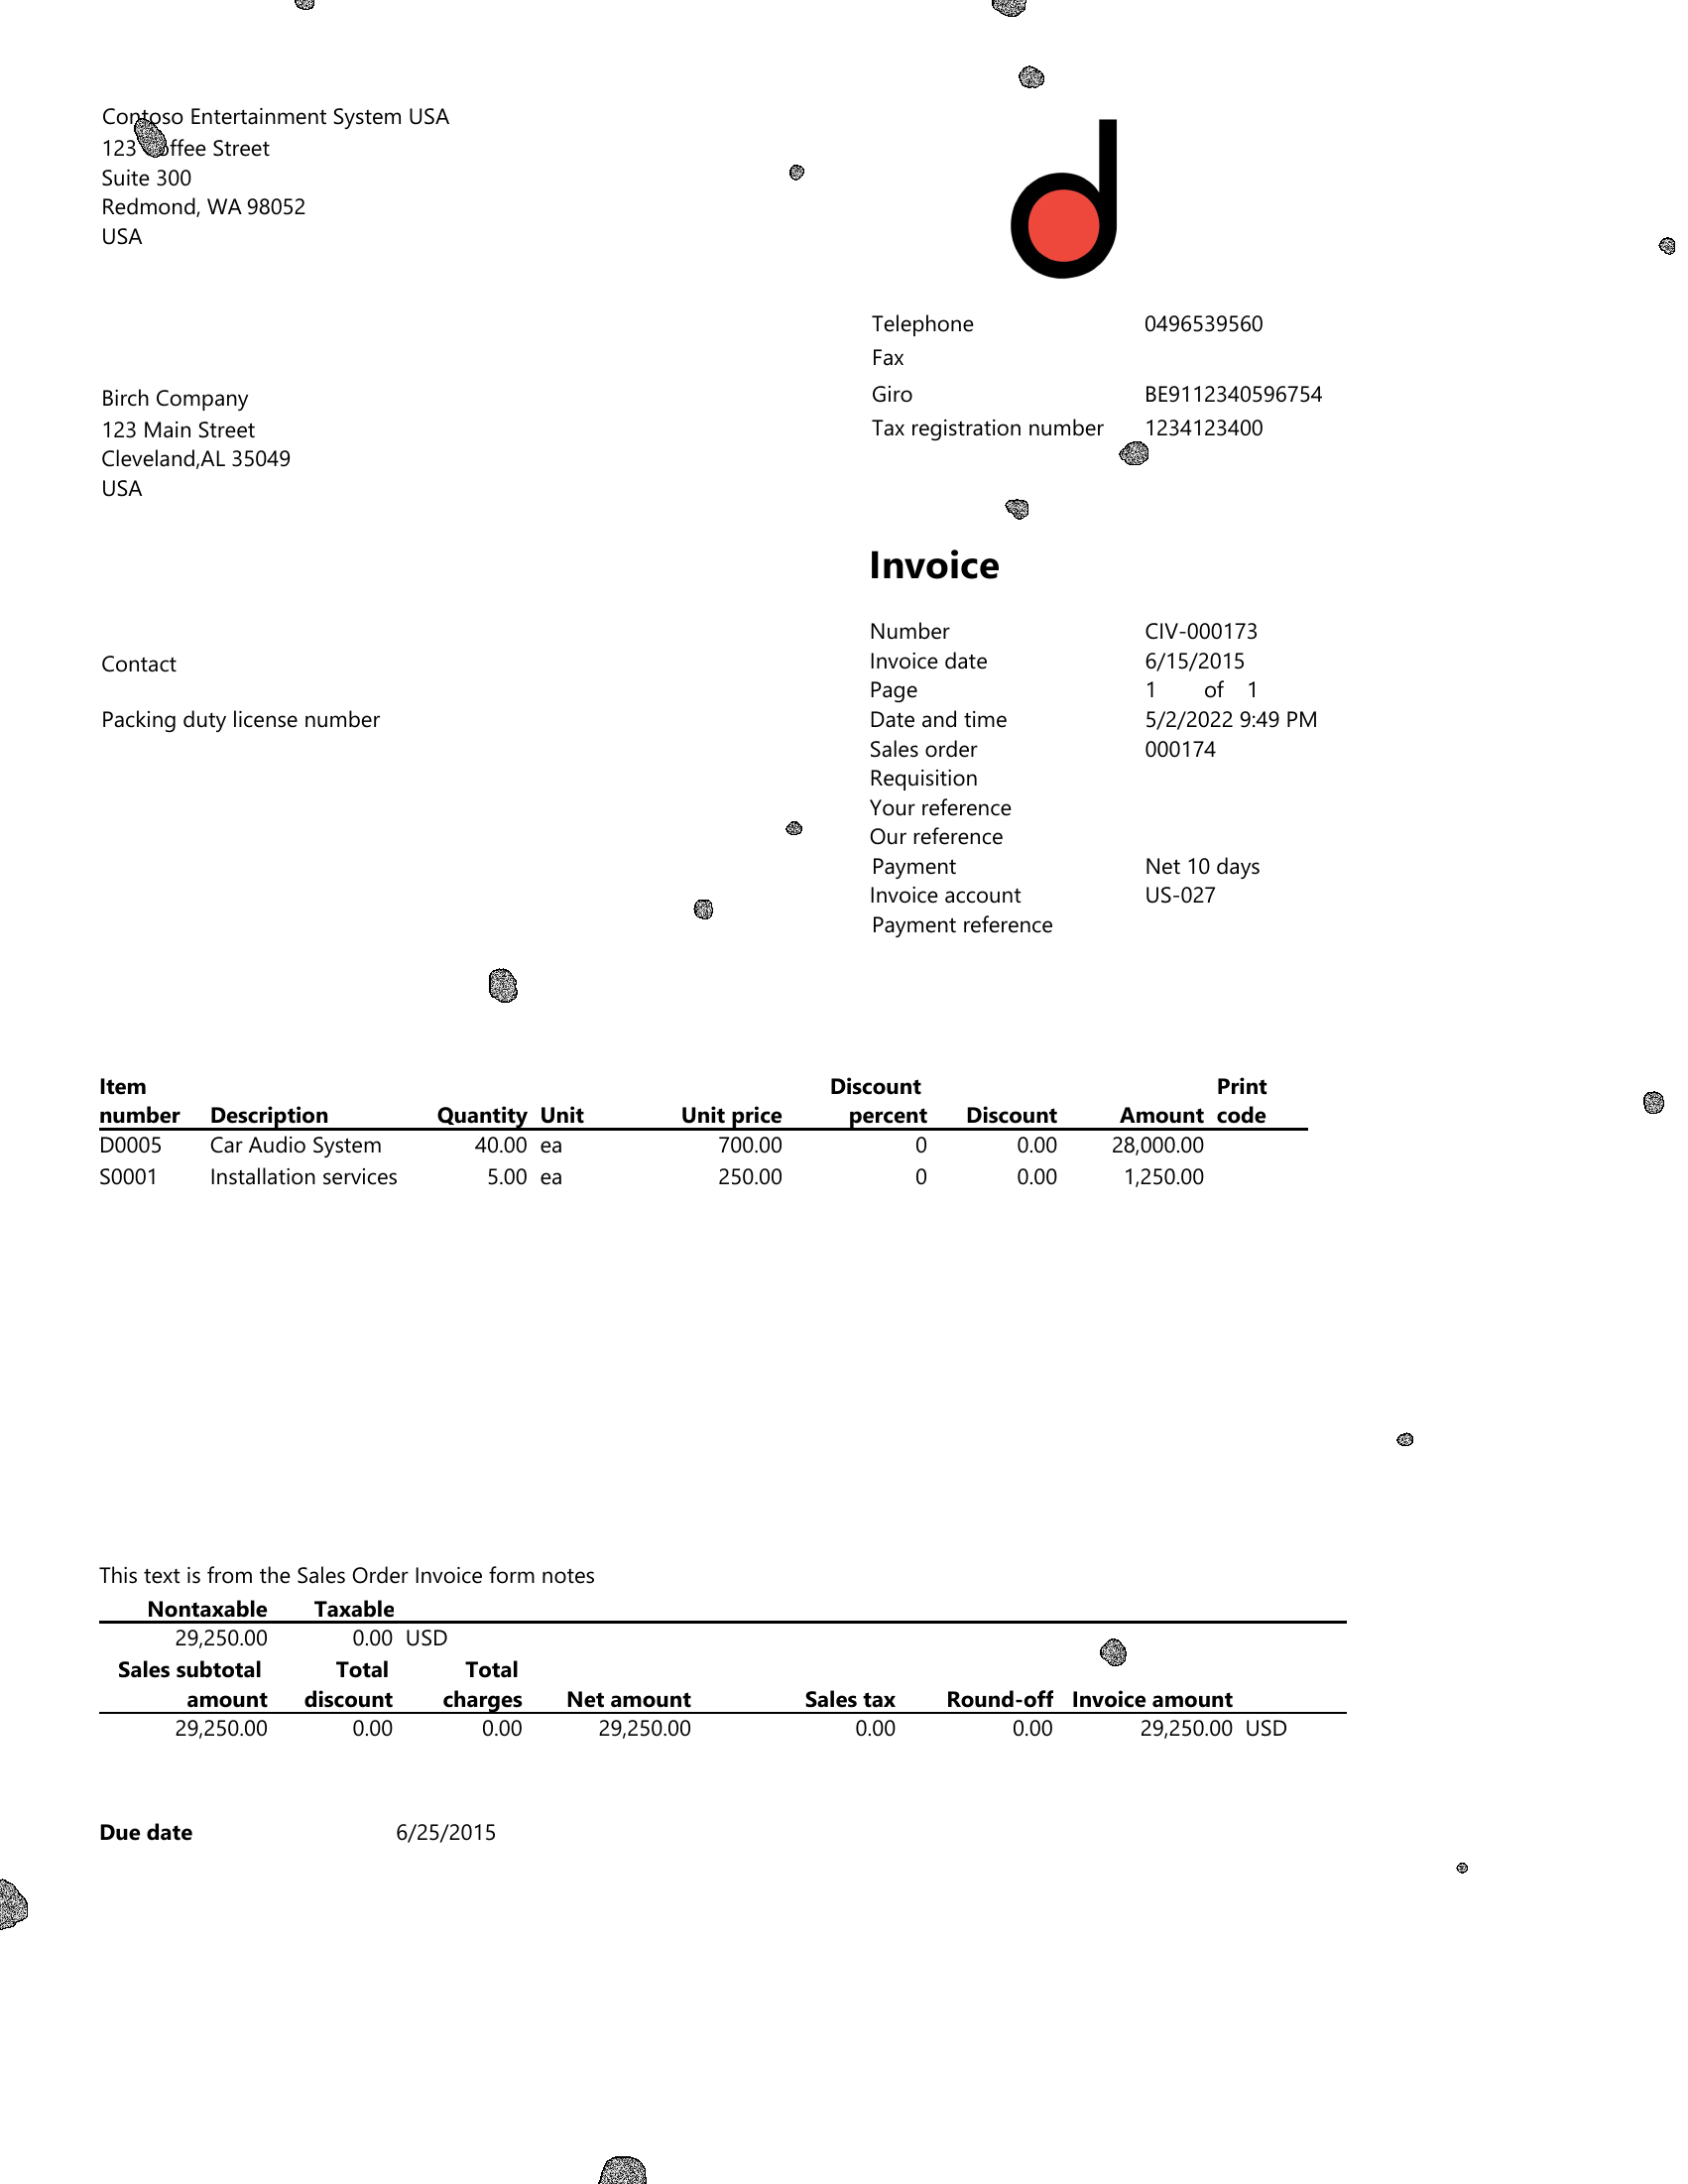 Contoso Entertainment System USA
123 Coffee Street
Suite 300
Redmond, WA 98052
USA
Telephone 0496539560
Fax
Giro BE9112340596754
Tax registration number 1234123400
Birch Company
123 Main Street
Cleveland,AL 35049
USA
Invoice
Number CIV-000173
Invoice date 6/15/2015
Page 1 of 1
Date and time 5/2/2022 9:49 PM
Sales order 000174
Requisition
Your reference
Our reference
Payment Net 10 days
Invoice account US-027
Payment reference
Contact
Packing duty license number
Item number Description Quantity Unit Unit price Discount percent Discount Amount Print code
D0005 Car Audio System 40.00 ea 700.00 0 0.00 28,000.00
S0001 Installation services 5.00 ea 250.00 0 0.00 1,250.00
This text is from the Sales Order Invoice form notes
Nontaxable Taxable
29,250.00 0.00 USD
Sales subtotal amount Total discount Total charges Net amount Sales tax Round-off Invoice amount
29,250.00 0.00 0.00 29,250.00 0.00 0.00 29,250.00 USD
Due date 6/25/2015